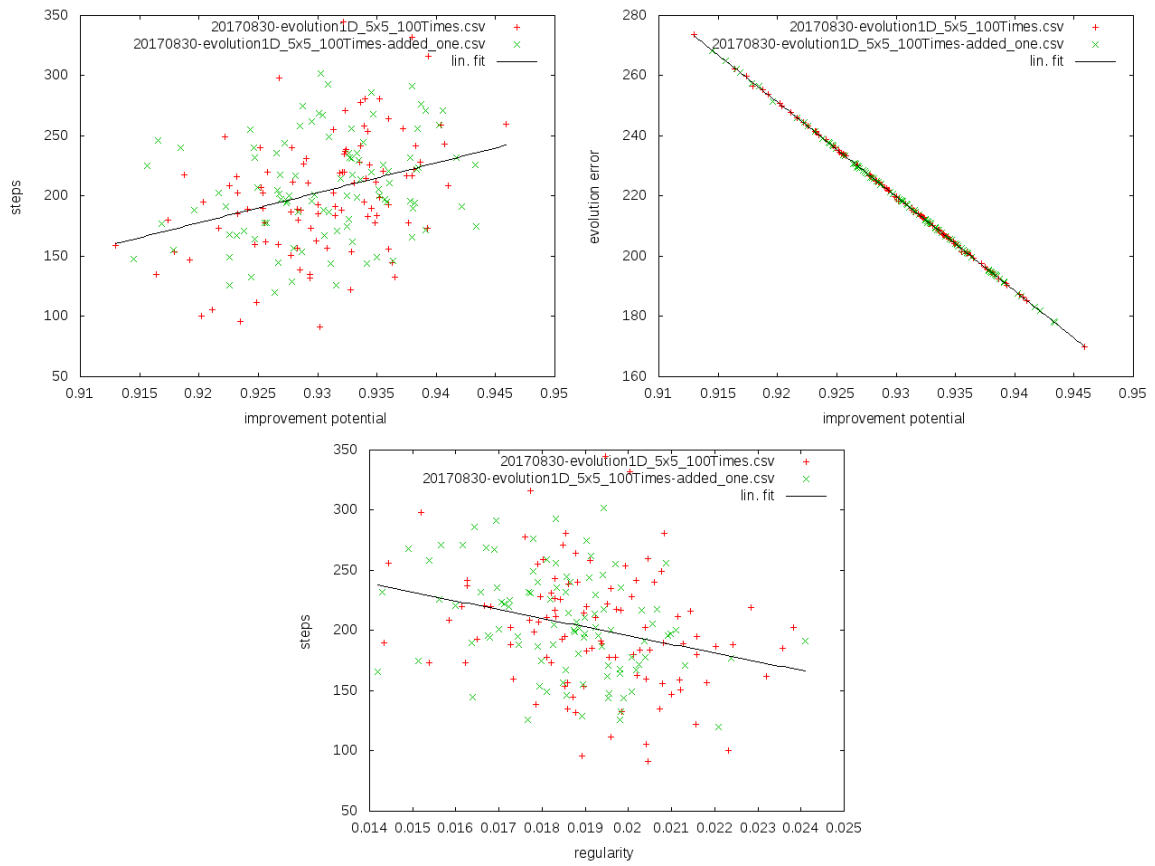 350
300
250
200
150
100
50
steps
20170830-evolution1D_5x5_100Times.csv
20170830-evolution1D_5x5_100Times-added_one.csv
lin. fit
0.91 0.915 0.92 0.925 0.93 0.935 0.94 0.945 0.95
improvement potential
280
260
240
220
200
180
160
evolution error
20170830-evolution1D_5x5_100Times.csv
20170830-evolution1D_5x5_100Times-added_one.csv
lin. fit
0.91 0.915 0.92 0.925 0.93 0.935 0.94 0.945 0.95
improvement potential
350
300
250
200
150
100
50
steps
20170830-evolution1D_5x5_100Times.csv
20170830-evolution1D_5x5_100Times-added_one.csv
lin. fit
0.014 0.015 0.016 0.017 0.018 0.019 0.02 0.021 0.022 0.023 0.024 0.025
regularity